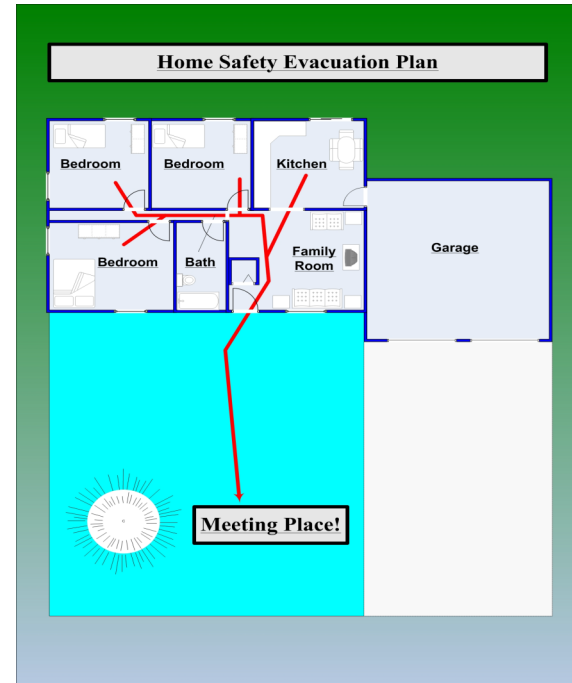 Home Safety Evacuation Plan
Bedroom
Bedroom
Kitchen
Bedroom
Bath
Family
Room
Garage
Meeting Place!